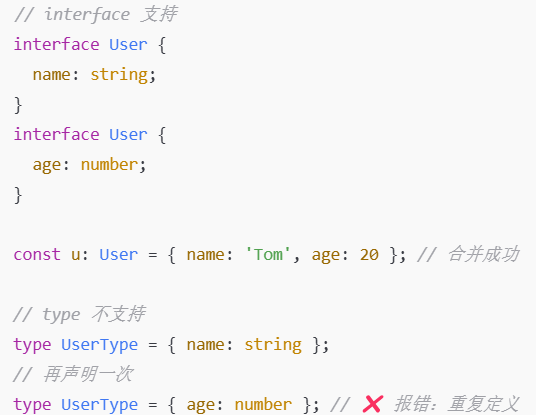 // interface 支持
interface User {
  name: string;
}
interface User {
  age: number;
}

const u: User = { name: 'Tom', age: 20 }; // 合并成功

// type 不支持
type UserType = { name: string };
// 再声明一次
type UserType = { age: number }; // ❌ 报错：重复定义